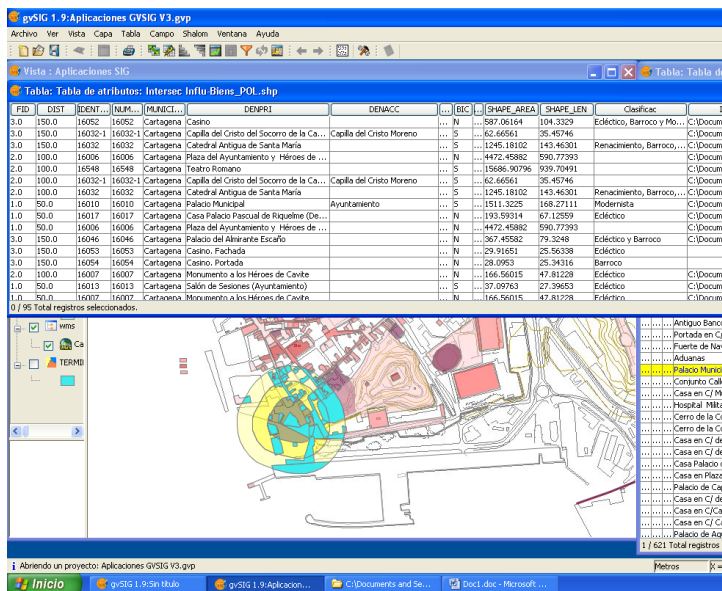 gvSIG 1.9:Aplicaciones GVSIG V3.gvp
Archivo Ver Vista Capa Tabla Campo Shalom Ventana Ayuda
Vista : Aplicaciones SIG
Tabla: Tabla de
Tabla: Tabla de atributos: Intersec Influ-Biens_POL.shp
FID DIST IDENT... NUM... MUNICI... DENPRI DENACC ... BIC ... SHAPE_AREA SHAPE_LEN Clasificac
3.0 150.0 16052 16052 Cartagena Casino ... N ... 587.06164 104.3329 Ecléctico, Barroco y Mo... C:\Docum
3.0 150.0 16032-1 16032-1 Cartagena Capilla del Cristo del Socorro de la Ca... Capilla del Cristo Moreno ... S ... 62.66561 35.45746 C:\Docum
3.0 150.0 16032 16032 Cartagena Catedral Antigua de Santa María ... S ... 1245.18102 143.46301 Renacimiento, Barroco,... C:\Docum
2.0 100.0 16006 16006 Cartagena Plaza del Ayuntamiento y Héroes de ... ... N ... 4472.45882 590.77393 C:\Docum
2.0 100.0 16548 16548 Cartagena Teatro Romano ... S ... 15686.90796 939.70491 C:\Docum
2.0 100.0 16032-1 16032-1 Cartagena Capilla del Cristo del Socorro de la Ca... Capilla del Cristo Moreno ... S ... 62.66561 35.45746 C:\Docum
2.0 100.0 16032 16032 Cartagena Catedral Antigua de Santa María ... S ... 1245.18102 143.46301 Renacimiento, Barroco,... C:\Docum
1.0 50.0 16010 16010 Cartagena Palacio Municipal Ayuntamiento ... S ... 1511.3225 168.27109 Modernista C:\Docum
1.0 50.0 16017 16017 Cartagena Casa Palacio Pascual de Riquelme (De... ... N ... 193.59314 67.12559 Ecléctico C:\Docum
1.0 50.0 16006 16006 Cartagena Plaza del Ayuntamiento y Héroes de ... ... N ... 4472.45882 590.77393 C:\Docum
3.0 150.0 16046 16046 Cartagena Palacio del Almirante Escaño ... N ... 367.45582 79.3248 Ecléctico y Barroco C:\Docum
3.0 150.0 16053 16053 Cartagena Casino. Fachada ... N ... 29.91651 25.56338 Ecléctico
3.0 150.0 16054 16054 Cartagena Casino. Portada ... N ... 28.0953 25.34316 Barroco
2.0 100.0 16007 16007 Cartagena Monumento a los Héroes de Cavite ... N ... 166.56015 47.81228 Ecléctico C:\Docum
1.0 50.0 16013 16013 Cartagena Salón de Sesiones (Ayuntamiento) ... S ... 37.09763 27.39653 Ecléctico C:\Docum
1.0 50.0 16007 16007 Cartagena Monumento a los Héroes de Cavite ... N ... 166.56015 47.81228 Ecléctico C:\Docum
0 / 95 Total registros seleccionados.
wms
Ca
TERMI
Antiguo Banco
Portada en C/
Fuerte de Nav
Aduanas
Palacio Munici
Conjunto Call
Casa en C/ M
Hospital Milita
Cerro de la Co
Cerro de la Co
Casa en C/ de
Casa en C/ de
Casa Palacio
Casa en Plaza
Palacio de Cap
Casa en C/ de
Casa en C/Ca
Casa en C/ Co
Palacio de Agu
1 / 621 Total registros
Abriendo un proyecto: Aplicaciones GVSIG V3.gvp
Metros X =
Inicio gvSIG 1.9:Sin título gvSIG 1.9:Aplicacion... C:\Documents and Se... Doc1.doc - Microsoft ...